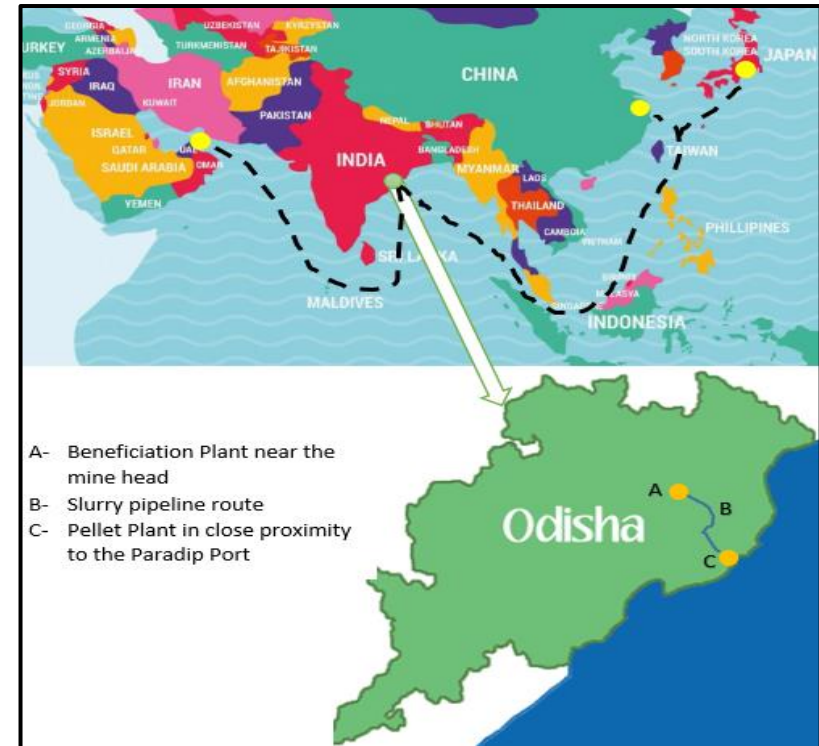 GEORGIA
ARMENIA
AZERBAIJAN
UZBEKISTAN
KYRZYSTAN
TURKMENISTAN
TAJIKISTAN
NORTH KOREA
SOUTH KOREA
JAPAN
SYRIA
IRAQ
IRAN
AFGHANISTAN
CHINA
JORDAN
KUWAIT
PAKISTAN
NEPAL
BHUTAN
ISRAEL
QATAR
SAUDI ARABIA
OMAN
INDIA
BANGLADESH
MYANMAR
LAOS
TAIWAN
YEMEN
THAILAND
CAMBODIA
VIETNAM
PHILLIPINES
SRI LANKA
MALDIVES
INDONESIA
A- Beneficiation Plant near the
mine head
B- Slurry pipeline route
C- Pellet Plant in close proximity
to the Paradip Port
Odisha
A
B
C